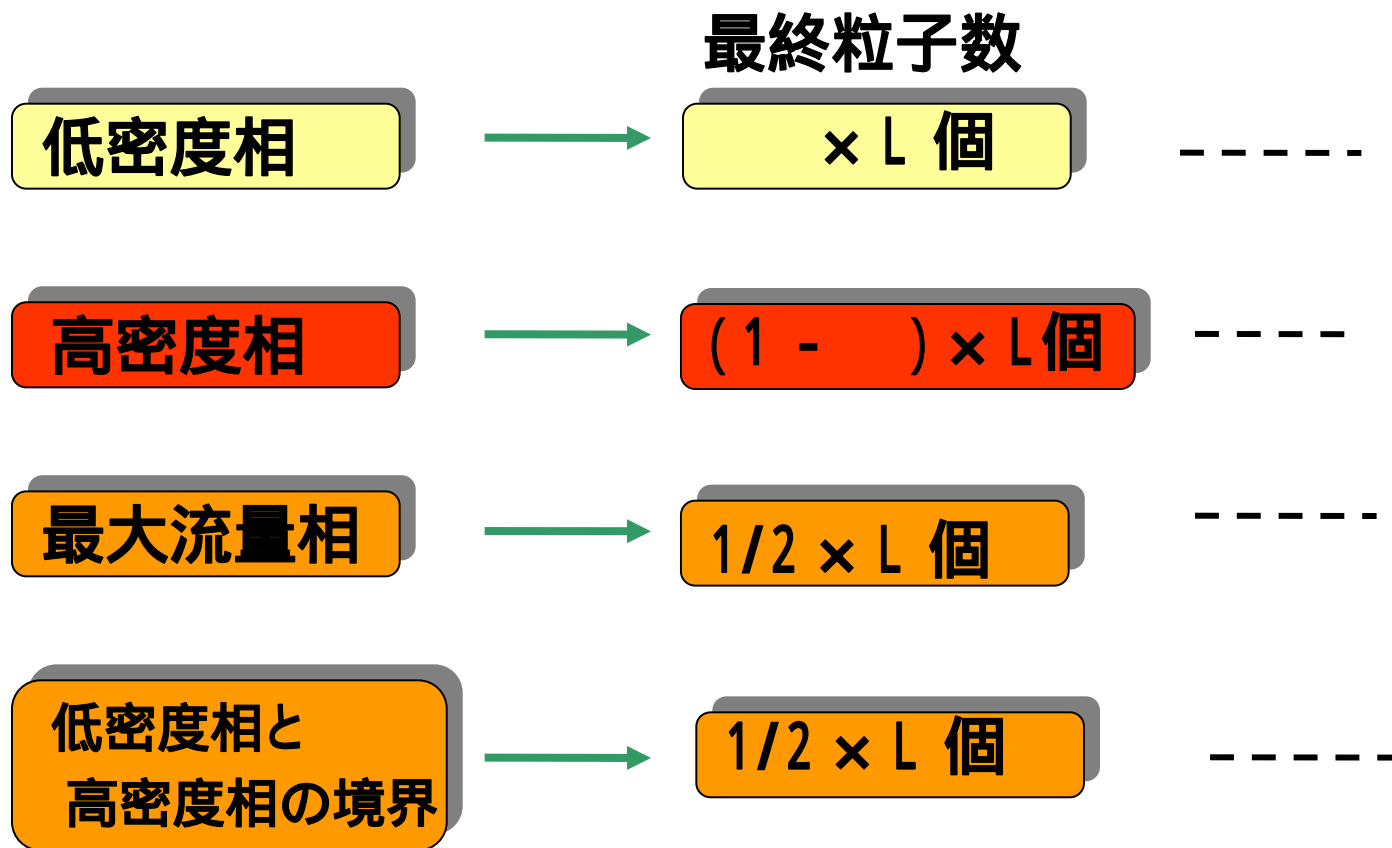 最終粒子数
低密度相
× L 個
高密度相
( 1 - ) × L 個
最大流量相
1/2 × L 個
低密度相と
高密度相の境界
1/2 × L 個